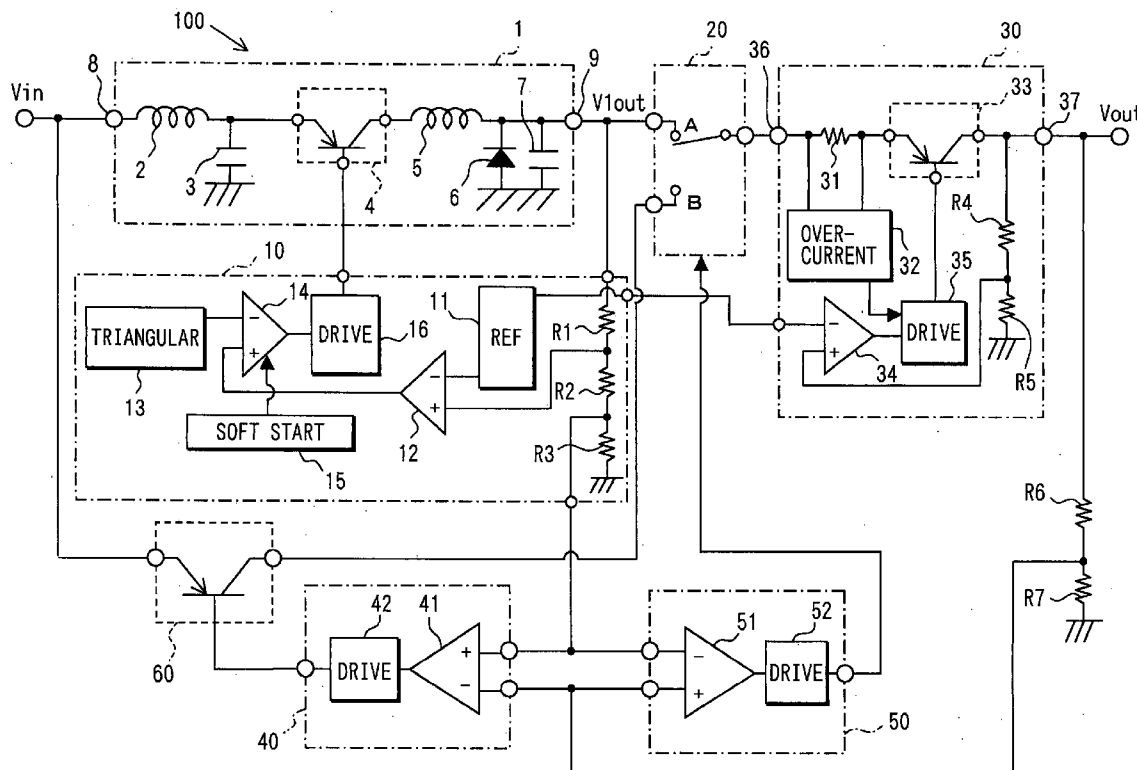 100
1
20
30
Vin
8
9
V1out
36
33
37
Vout
2
3
4
5
6
7
A
B
31
OVER-
CURRENT
32
R4
35
DRIVE
34
R5
10
14
11
TRIANGULAR
13
-
+
DRIVE
16
REF
R1
-
+
12
R2
R3
SOFT START
15
-
+
R6
R7
60
42
41
DRIVE
+
-
40
51
52
-
+
DRIVE
50